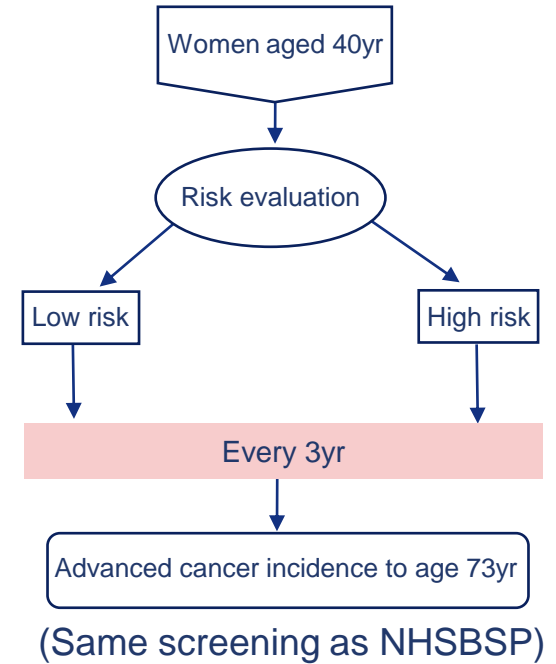 Women aged 40yr
Risk evaluation
Low risk
High risk
Every 3yr
Advanced cancer incidence to age 73yr
(Same screening as NHSBSP)